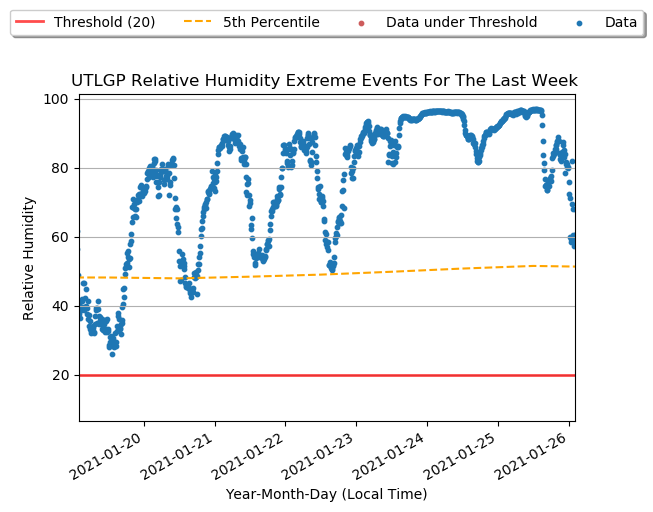 Threshold (20) 5th Percentile Data under Threshold Data
UTLGP Relative Humidity Extreme Events For The Last Week
100
80
60
40
20
Relative Humidity
2021-01-20 2021-01-21 2021-01-22 2021-01-23 2021-01-24 2021-01-25 2021-01-26
Year-Month-Day (Local Time)